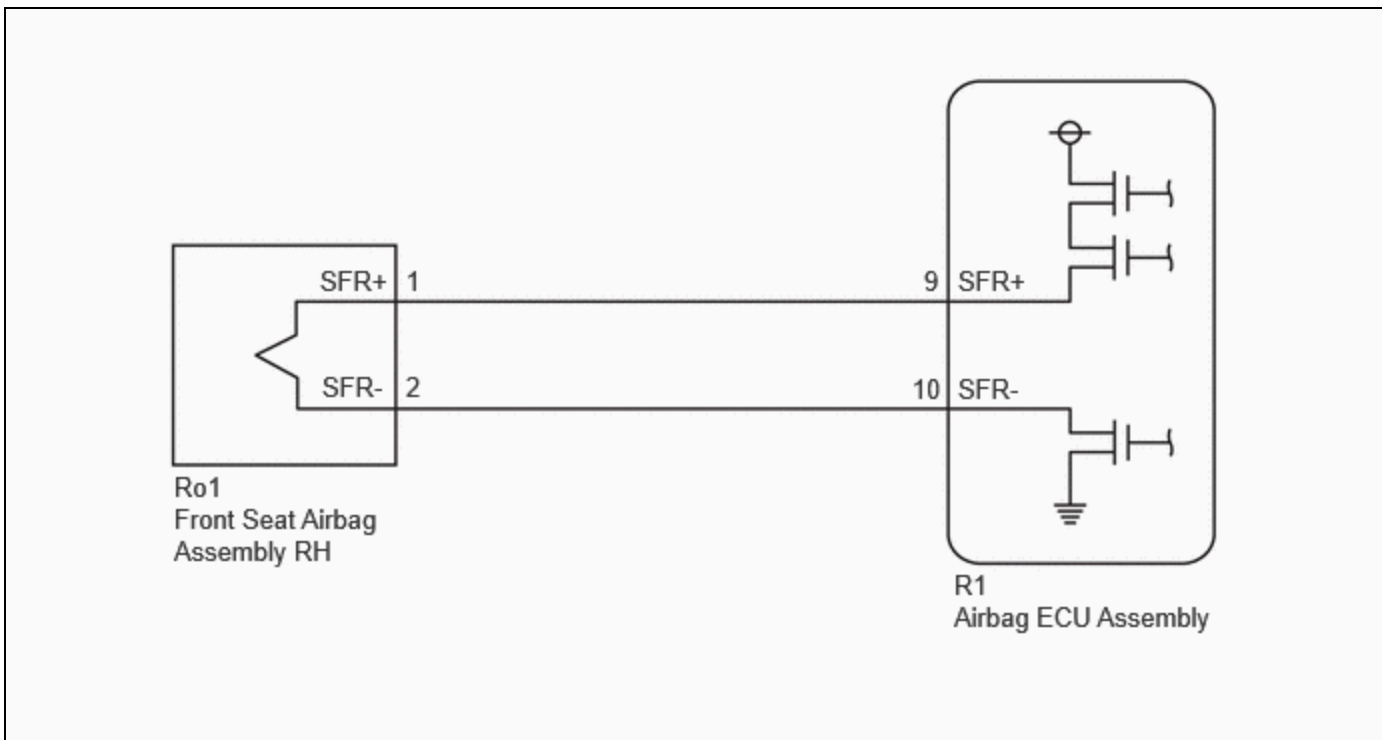 SFR+ 1
9 SFR+
SFR- 2
10 SFR-
Ro1
Front Seat Airbag
Assembly RH
R1
Airbag ECU Assembly